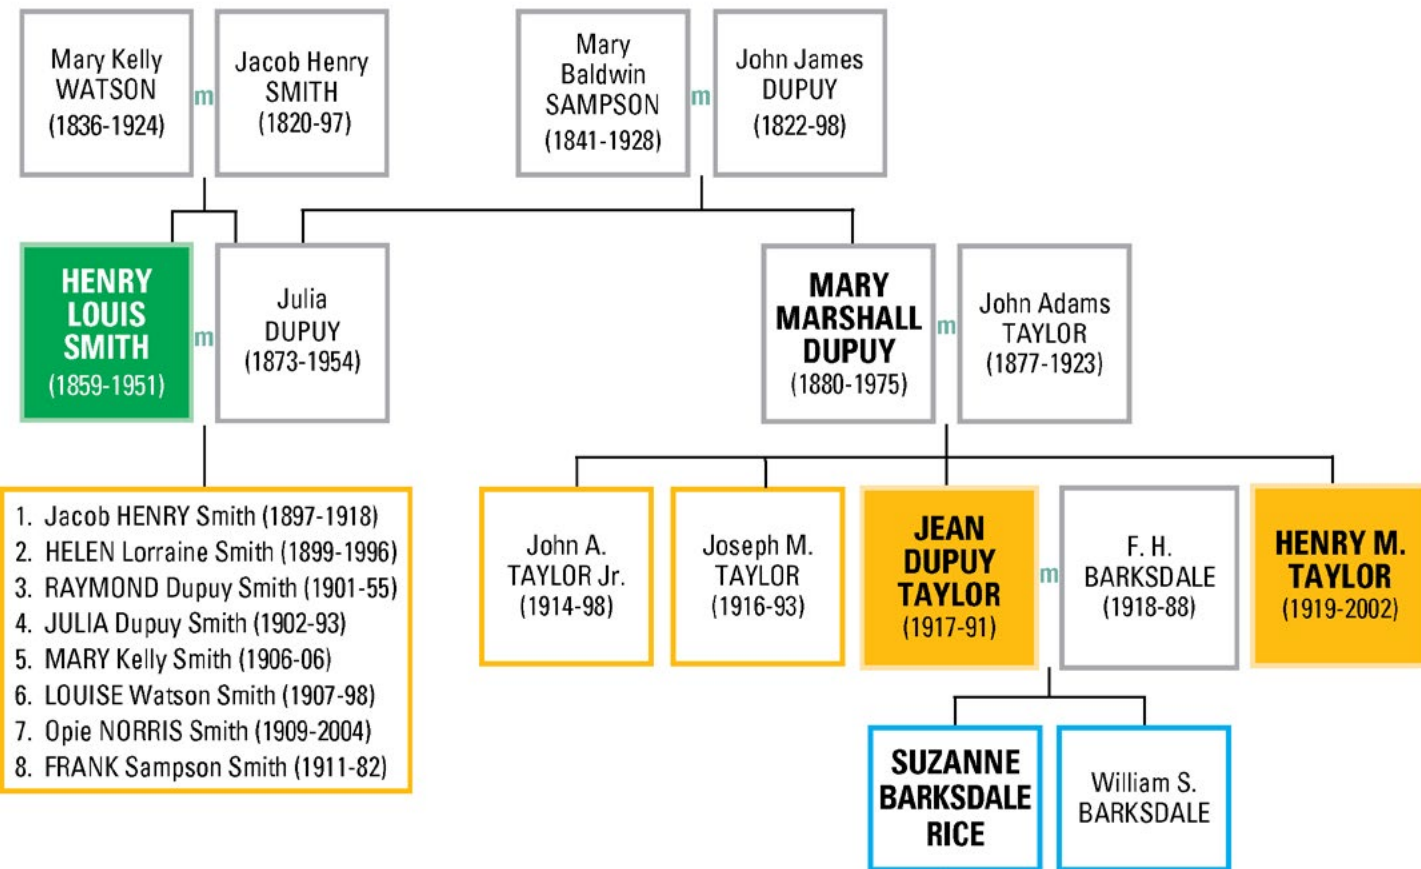 Mary Kelly
WATSON
(1836-1924)
m
Jacob Henry
SMITH
(1820-97)
Mary
Baldwin
SAMPSON
(1841-1928)
m
John James
DUPUY
(1822-98)
HENRY
LOUIS
SMITH
(1859-1951)
m
Julia
DUPUY
(1873-1954)
MARY
MARSHALL
DUPUY
(1880-1975)
m
John Adams
TAYLOR
(1877-1923)
1. Jacob HENRY Smith (1897-1918)
2. HELEN Lorraine Smith (1899-1996)
3. RAYMOND Dupuy Smith (1901-55)
4. JULIA Dupuy Smith (1902-93)
5. MARY Kelly Smith (1906-06)
6. LOUISE Watson Smith (1907-98)
7. Opie NORRIS Smith (1909-2004)
8. FRANK Sampson Smith (1911-82)
John A.
TAYLOR Jr.
(1914-98)
Joseph M.
TAYLOR
(1916-93)
JEAN
DUPUY
TAYLOR
(1917-91)
m
F. H.
BARKSDALE
(1918-88)
HENRY M.
TAYLOR
(1919-2002)
SUZANNE
BARKSDALE
RICE
William S.
BARKSDALE